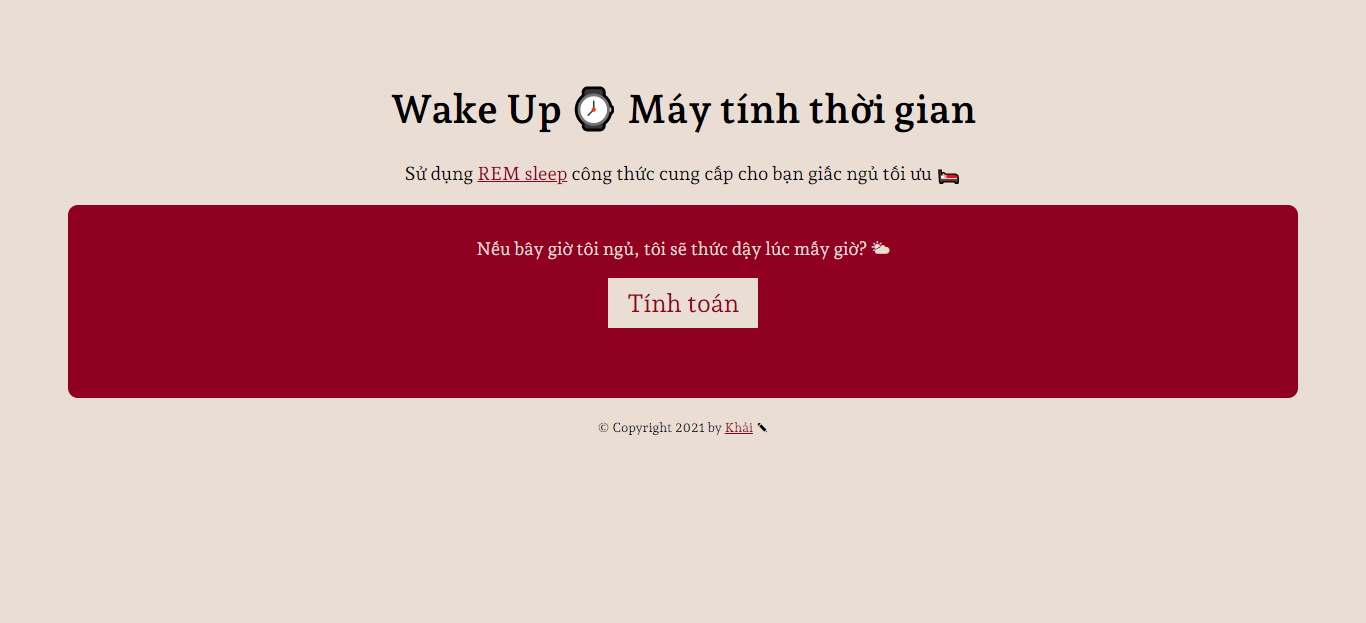 Wake Up ⌚ Máy tính thời gian
Sử dụng REM sleep công thức cung cấp cho bạn giấc ngủ tối ưu 🛌
Nếu bây giờ tôi ngủ, tôi sẽ thức dậy lúc mấy giờ? 🌥
Tính toán
© Copyright 2021 by Khải ✎